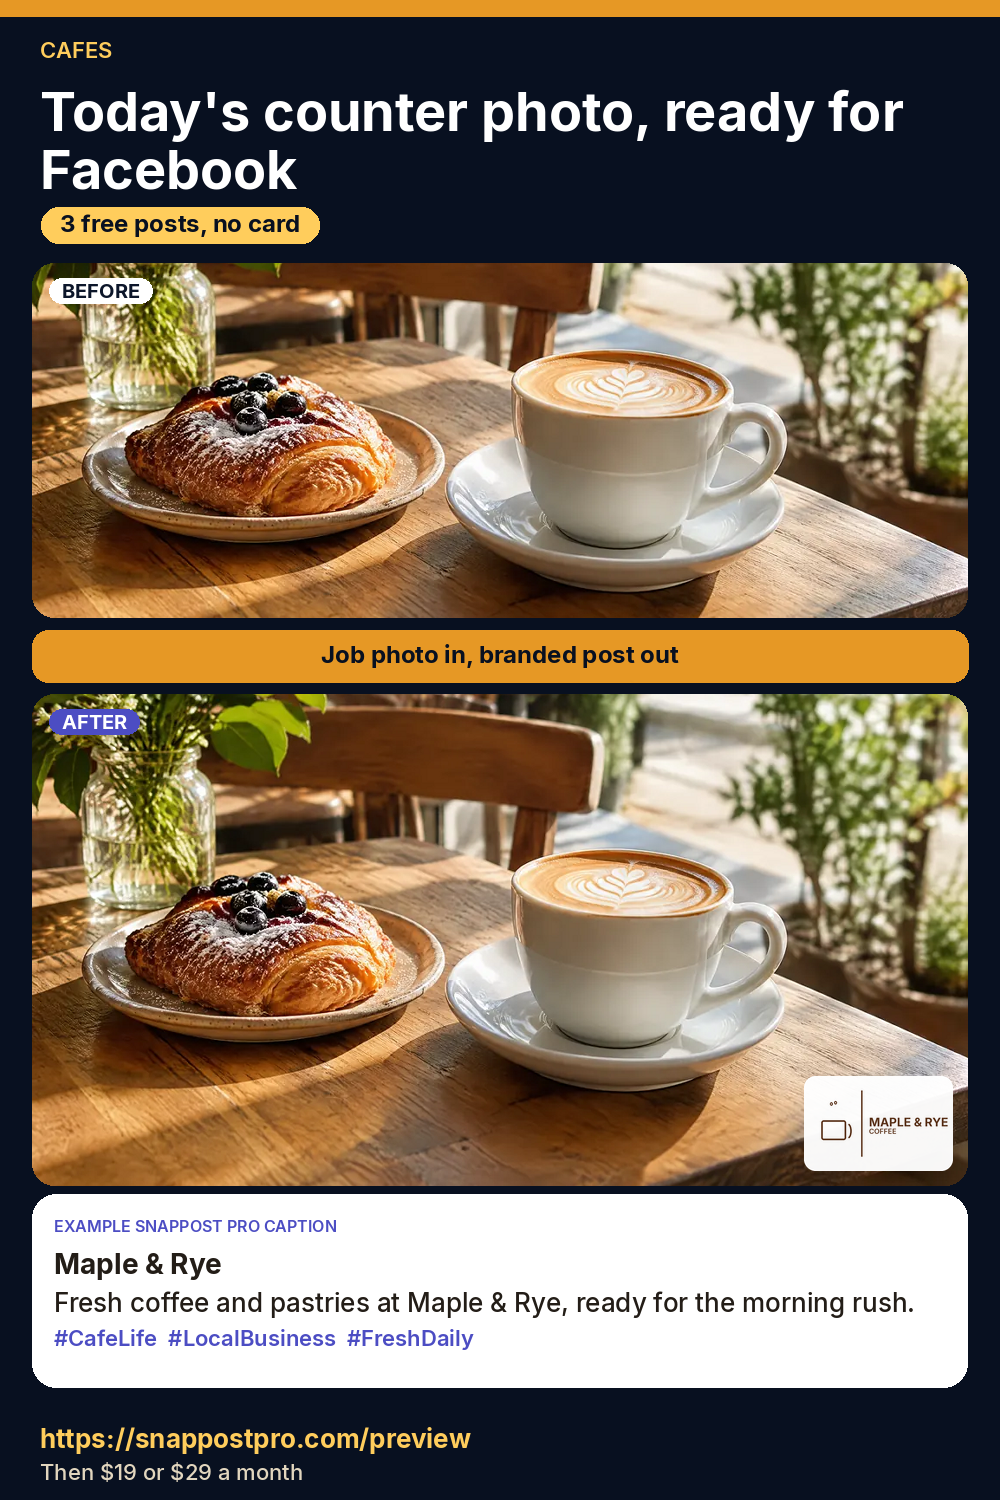 CAFES
Today's counter photo, ready for
Facebook
3 free posts, no card
BEFORE
Job photo in, branded post out
AFTER
MAPLE & RYE
COFFEE
EXAMPLE SNAPPOST PRO CAPTION
Maple & Rye
Fresh coffee and pastries at Maple & Rye, ready for the morning rush.
#CafeLife #LocalBusiness #FreshDaily
https://snappostpro.com/preview
Then $19 or $29 a month